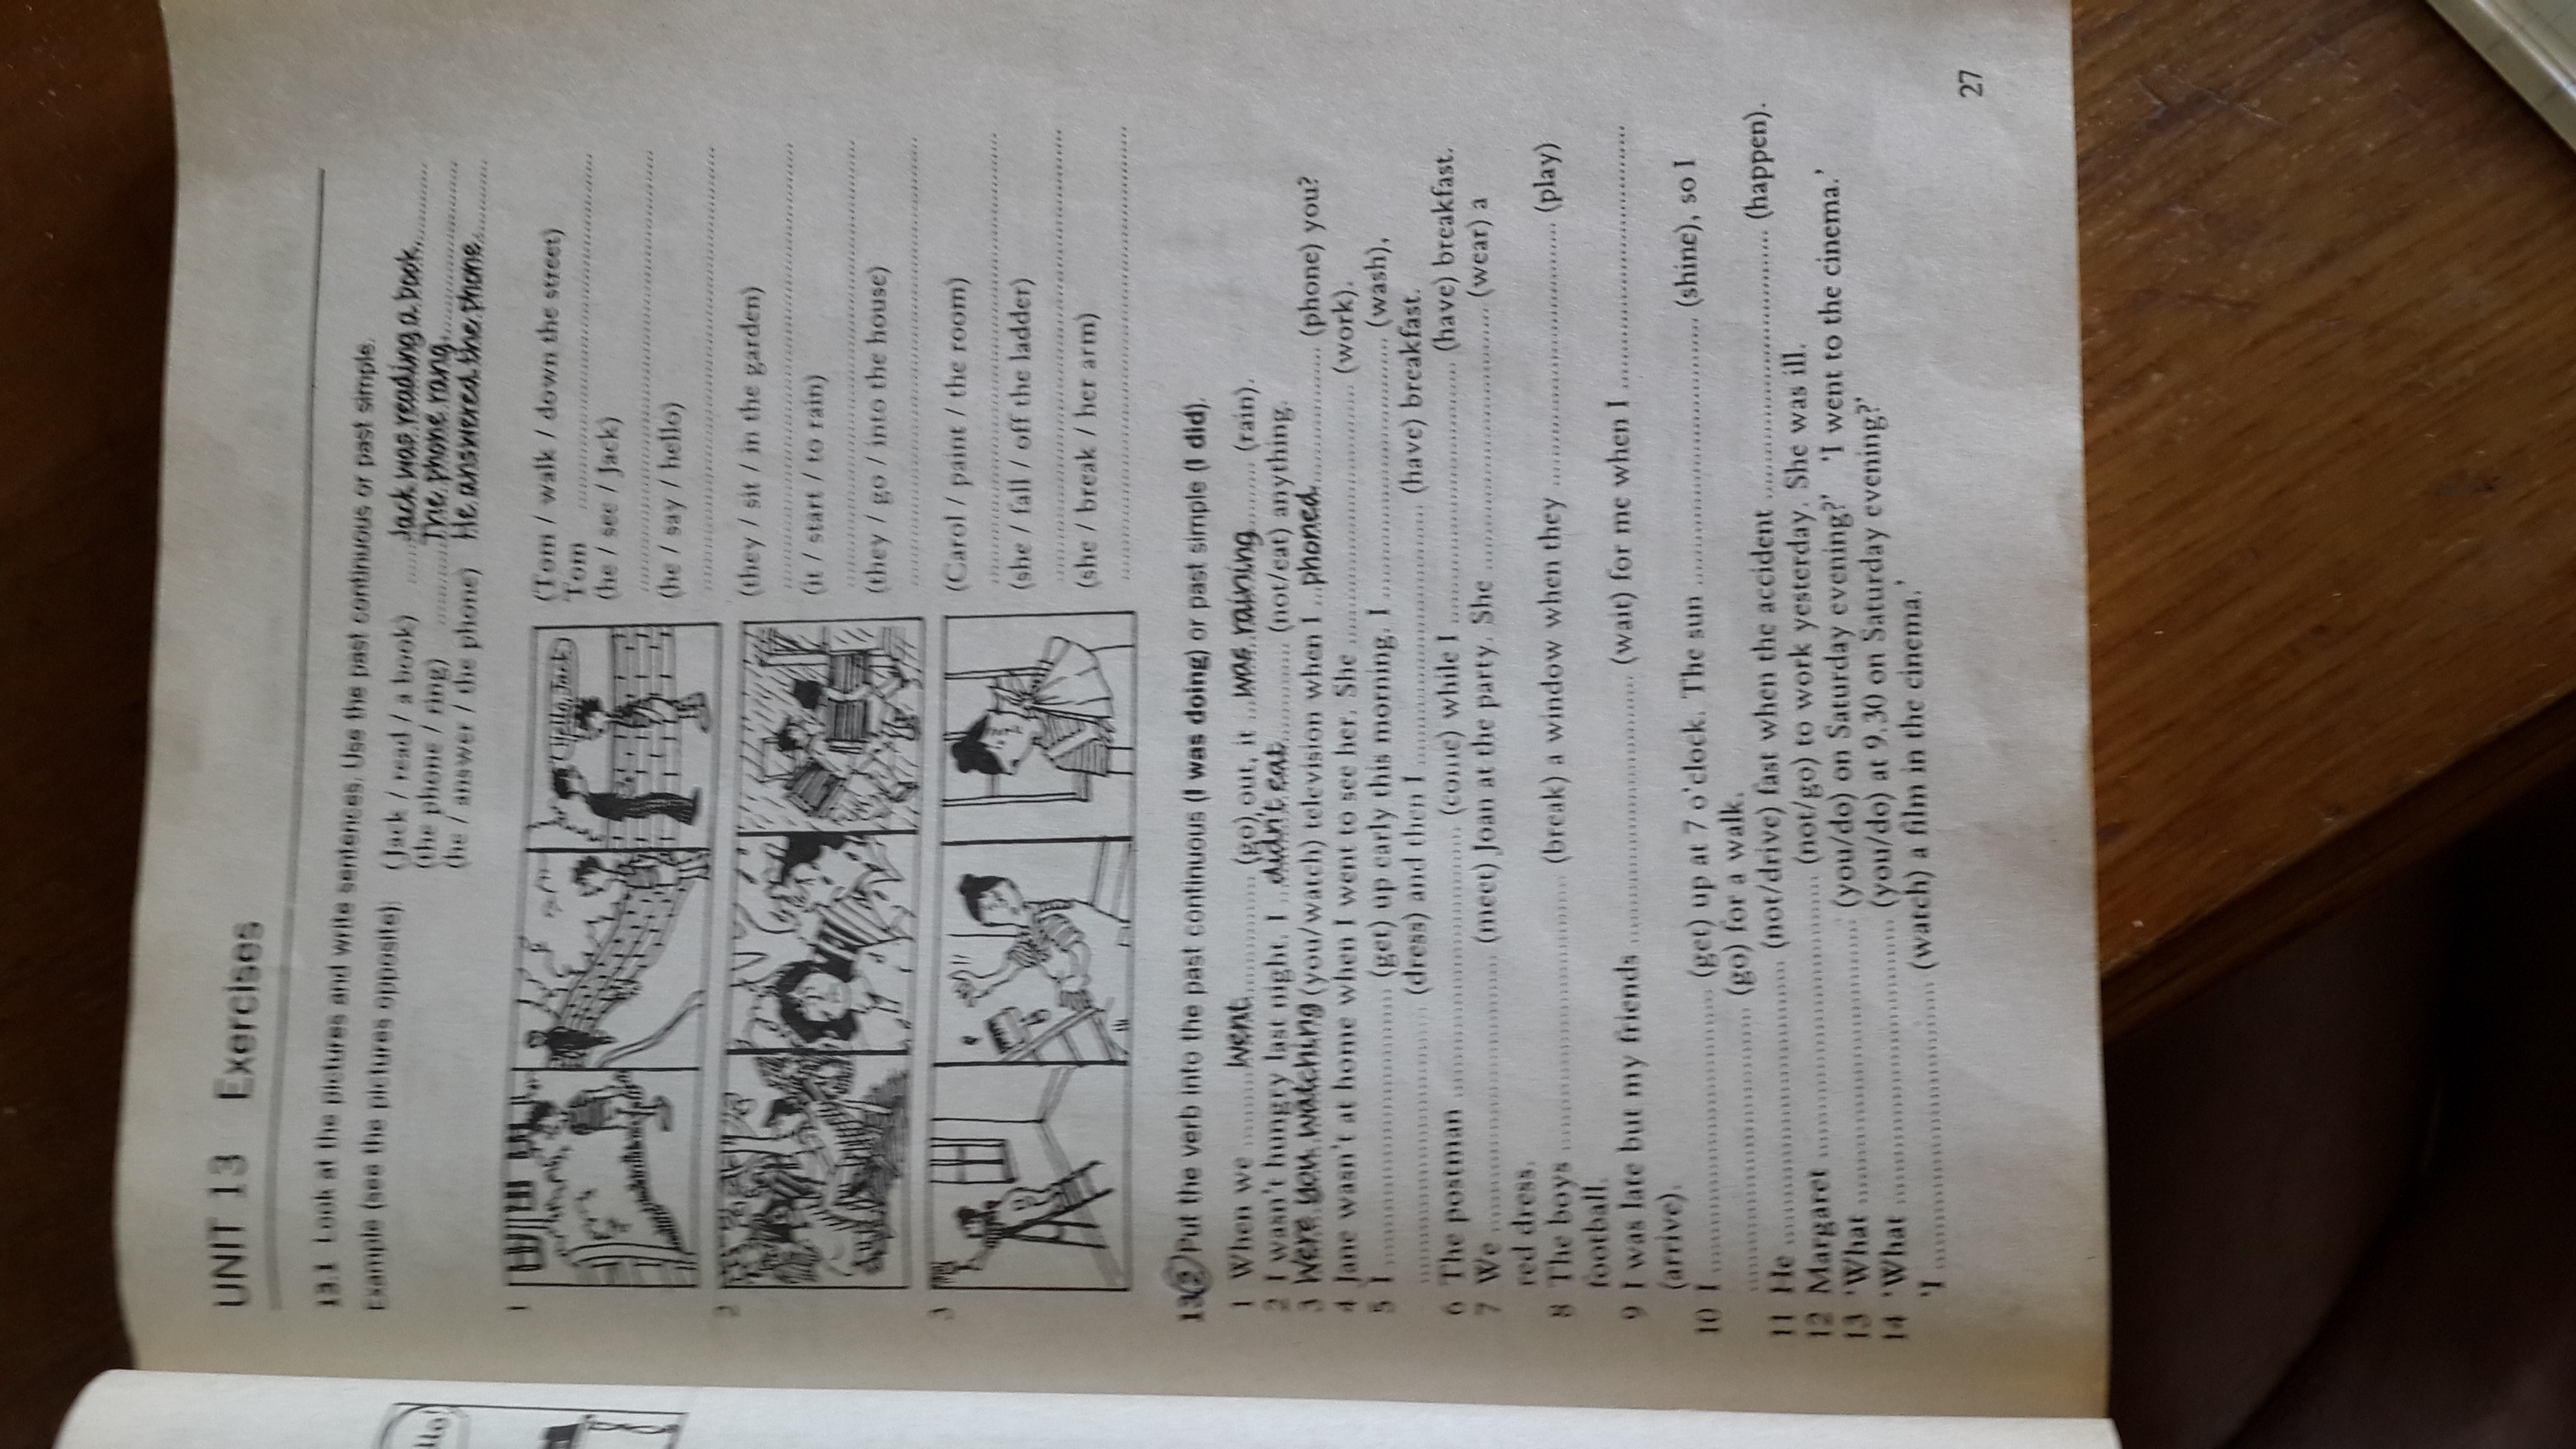 UNIT 13 Exercises
13.1 Look at the pictures and write sentences. Use the past continuous or past simple.
Example (see the pictures opposite): (Jack / read / a book) Jack was reading a book.
(the phone / ring) The phone rang.
(he / answer / the phone) He answered the phone.
1
Hello, Jack
(Tom / walk / down the street)
Tom
(he / see / Jack)
(he / say / hello)
2
(they / sit / in the garden)
(it / start / to rain)
(they / go / into the house)
3
(Carol / paint / the room)
(she / fall / off the ladder)
(she / break / her arm)
13.2 Put the verb into the past continuous (I was doing) or past simple (I did).
1 When we went (go) out, it was raining (rain).
2 I wasn't hungry last night. I didn't eat (not/eat) anything.
3 Were you watching (you/watch) television when I phoned (phone) you?
4 Jane wasn't at home when I went to see her. She ........ (work).
5 I ........ (get) up early this morning. I ........ (wash),
........ (dress) and then I ........ (have) breakfast.
6 The postman ........ (come) while I ........ (have) breakfast.
7 We ........ (meet) Joan at the party. She ........ (wear) a
red dress.
8 The boys ........ (break) a window when they ........ (play)
football.
9 I was late but my friends ........ (wait) for me when I ........
(arrive).
10 I ........ (get) up at 7 o'clock. The sun ........ (shine), so I
........ (go) for a walk.
11 He ........ (not/drive) fast when the accident ........ (happen).
12 Margaret ........ (not/go) to work yesterday. She was ill.
13 'What ........ (you/do) on Saturday evening?' 'I went to the cinema.'
14 'What ........ (you/do) at 9.30 on Saturday evening?'
'I ........ (watch) a film in the cinema.'
27